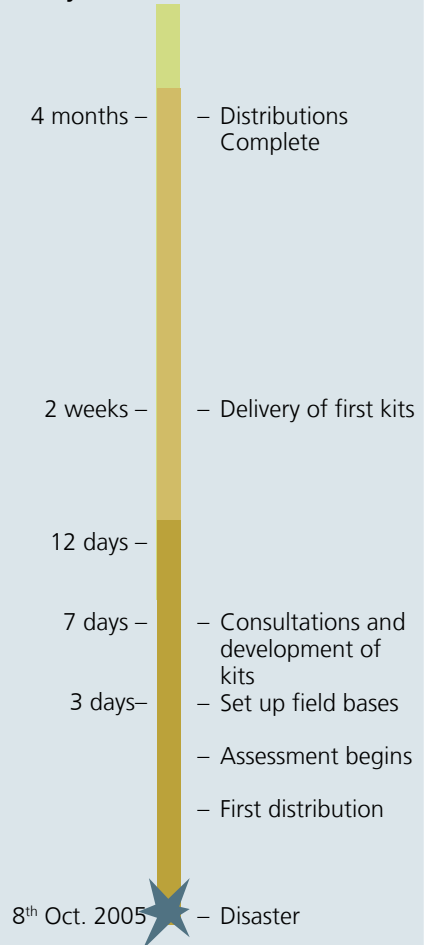 4 months – – Distributions
Complete
2 weeks – – Delivery of first kits
12 days –
7 days – – Consultations and
development of
kits
3 days– – Set up field bases
– Assessment begins
– First distribution
8th Oct. 2005 – Disaster